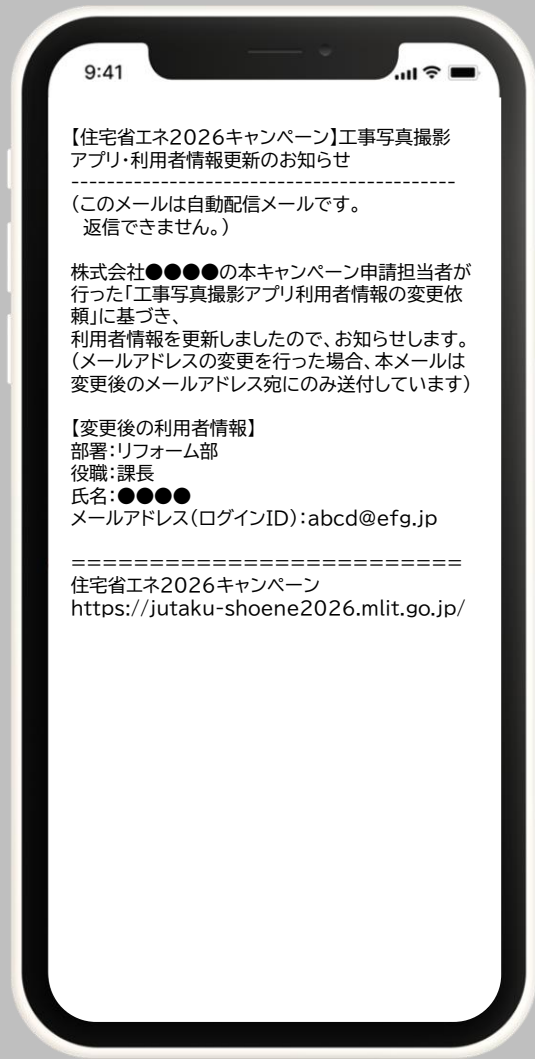 9:41
【住宅省エネ2026キャンペーン】工事写真撮影
アプリ・利用者情報更新のお知らせ
-------------------------------------------
(このメールは自動配信メールです。
返信できません。)
株式会社●●●●の本キャンペーン申請担当者が
行った「工事写真撮影アプリ利用者情報の変更依
頼」に基づき、
利用者情報を更新しましたので、お知らせします。
(メールアドレスの変更を行った場合、本メールは
変更後のメールアドレス宛にのみ送付しています)
【変更後の利用者情報】
部署:リフォーム部
役職:課長
氏名:●●●●
メールアドレス(ログインID):abcd@efg.jp
==========================
住宅省エネ2026キャンペーン
https://jutaku-shoene2026.mlit.go.jp/